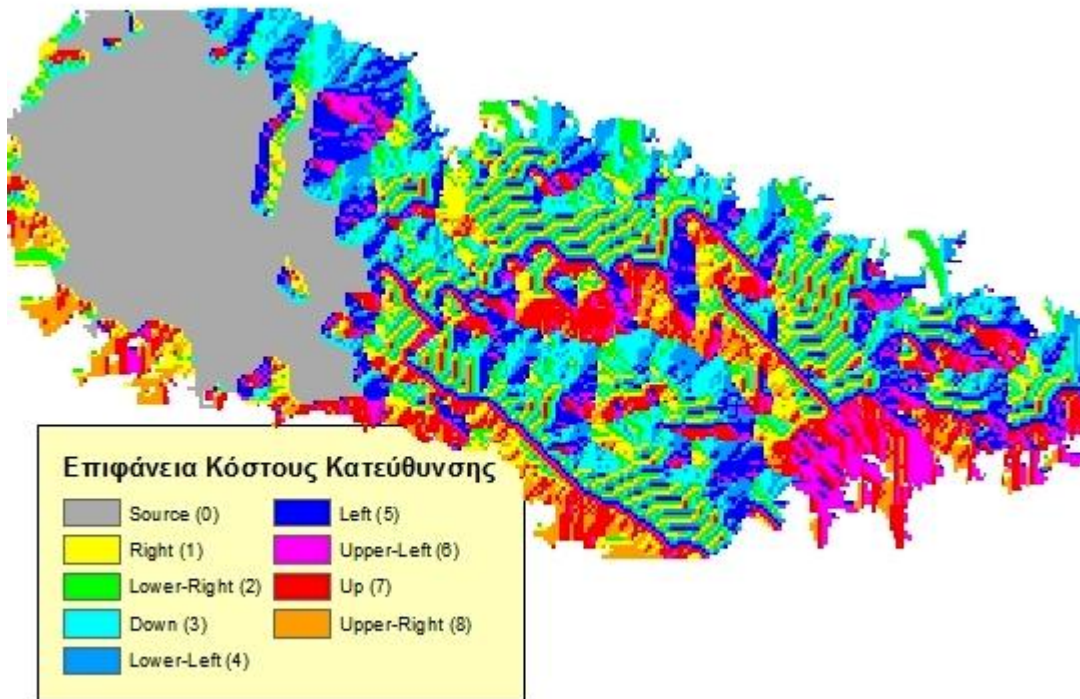 Επιφάνεια Κόστους Κατεύθυνσης
Source (0)
Right (1)
Lower-Right (2)
Down (3)
Lower-Left (4)
Left (5)
Upper-Left (6)
Up (7)
Upper-Right (8)